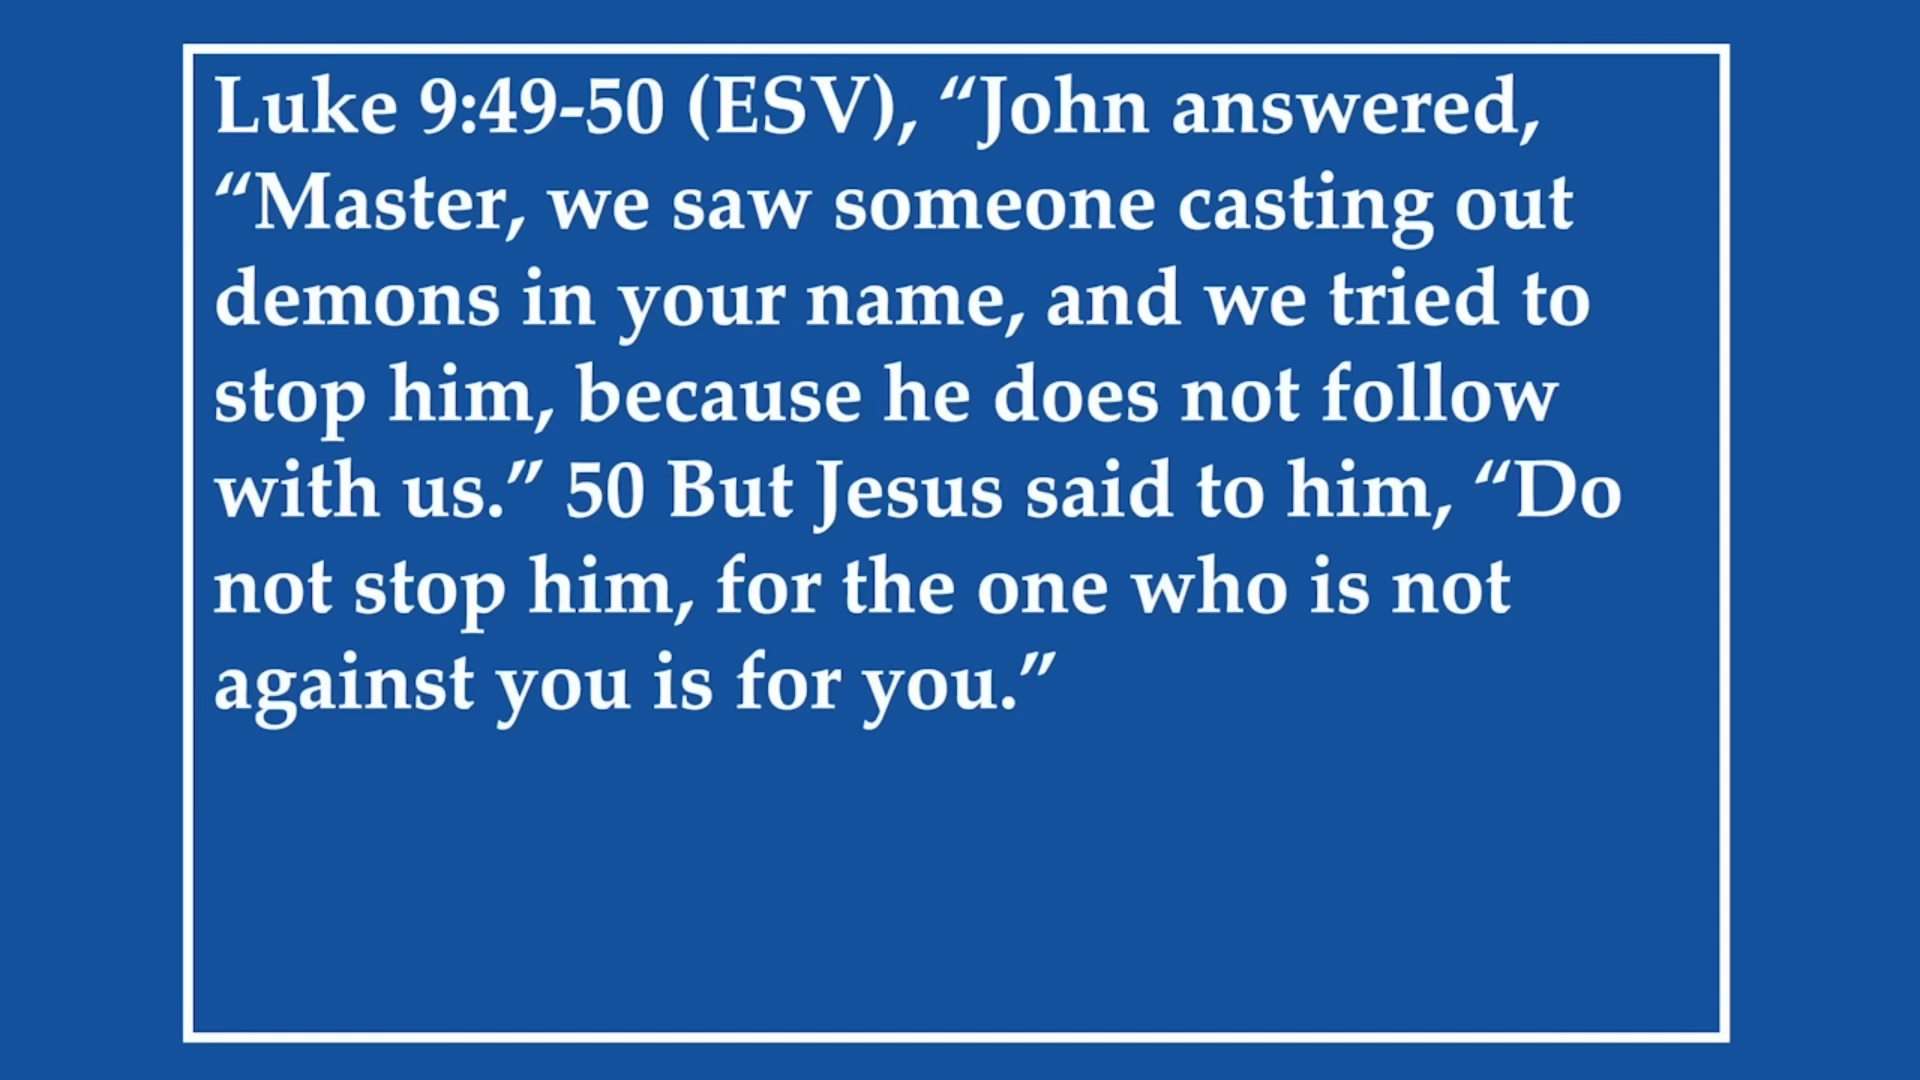 Luke 9:49-50 (ESV), “John answered,
“Master, we saw someone casting out
demons in your name, and we tried to
stop him, because he does not follow
with us.” 50 But Jesus said to him, “Do
not stop him, for the one who is not
against you is for you.”